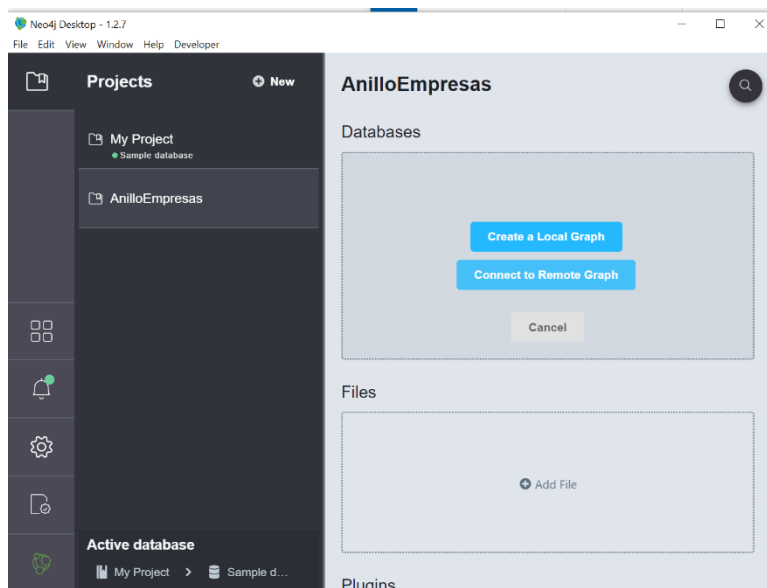 Neo4j Desktop - 1.2.7
File Edit View Window Help Developer
Projects
New
My Project
Sample database
AnilloEmpresas
Active database
My Project > Sample d...
AnilloEmpresas
Databases
Create a Local Graph
Connect to Remote Graph
Cancel
Files
Add File
Plugins